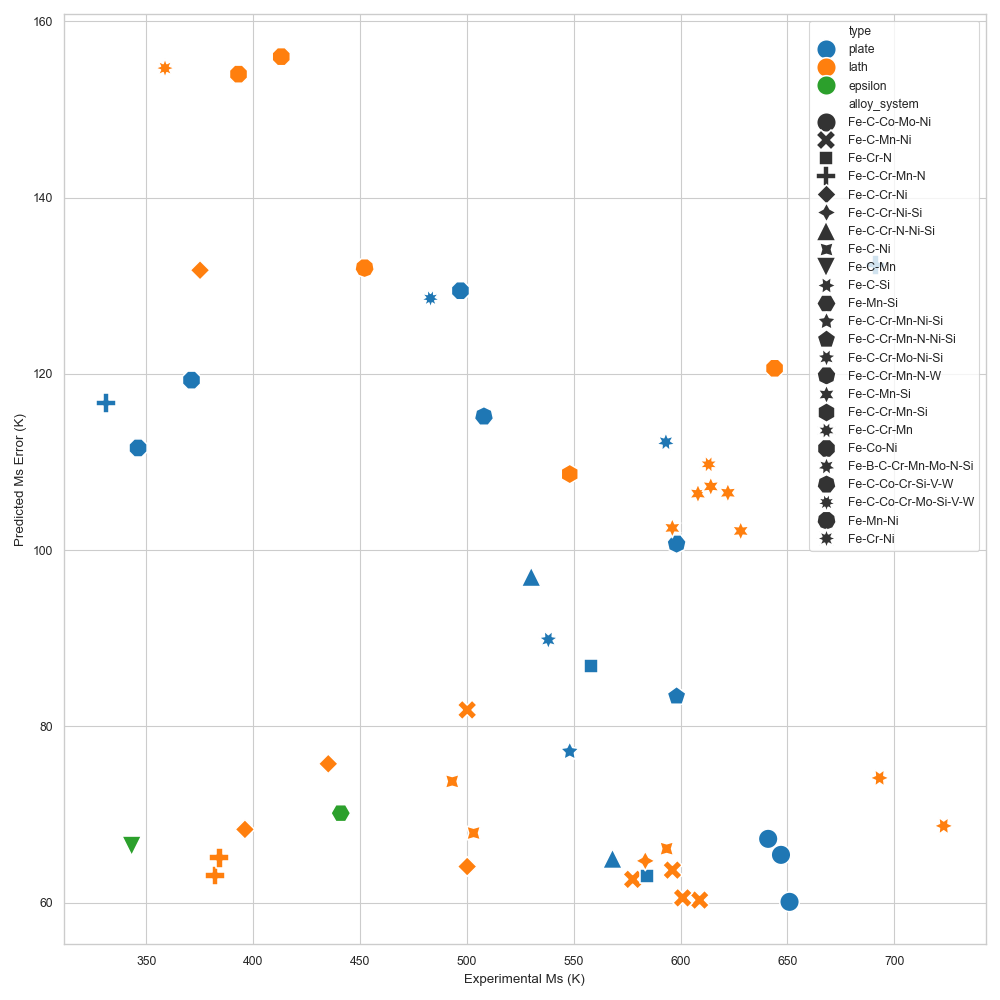 160
140
120
100
80
60
Predicted Ms Error (K)
350
400
450
500
550
600
650
700
Experimental Ms (K)
type
plate
lath
epsilon
alloy_system
Fe-C-Co-Mo-Ni
Fe-C-Mn-Ni
Fe-Cr-N
Fe-C-Cr-Mn-N
Fe-C-Cr-Ni
Fe-C-Cr-Ni-Si
Fe-C-Cr-N-Ni-Si
Fe-C-Ni
Fe-C-Mn
Fe-C-Si
Fe-Mn-Si
Fe-C-Cr-Mn-Ni-Si
Fe-C-Cr-Mn-N-Ni-Si
Fe-C-Cr-Mo-Ni-Si
Fe-C-Cr-Mn-N-W
Fe-C-Mn-Si
Fe-C-Cr-Mn-Si
Fe-C-Cr-Mn
Fe-Co-Ni
Fe-B-C-Cr-Mn-Mo-N-Si
Fe-C-Co-Cr-Si-V-W
Fe-C-Co-Cr-Mo-Si-V-W
Fe-Mn-Ni
Fe-Cr-Ni